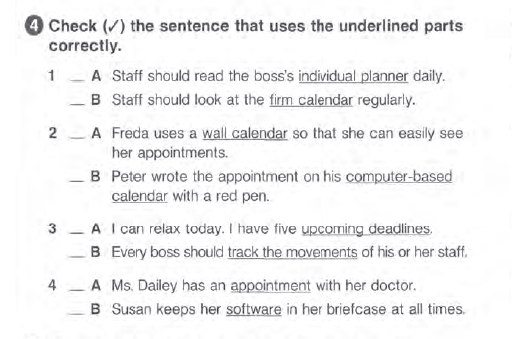 4 Check (✓) the sentence that uses the underlined parts
correctly.
1 _ A Staff should read the boss's individual planner daily.
_ B Staff should look at the firm calendar regularly.
2 _ A Freda uses a wall calendar so that she can easily see
her appointments.
_ B Peter wrote the appointment on his computer-based
calendar with a red pen.
3 _ A I can relax today. I have five upcoming deadlines.
_ B Every boss should track the movements of his or her staff.
4 _ A Ms. Dailey has an appointment with her doctor.
_ B Susan keeps her software in her briefcase at all times.